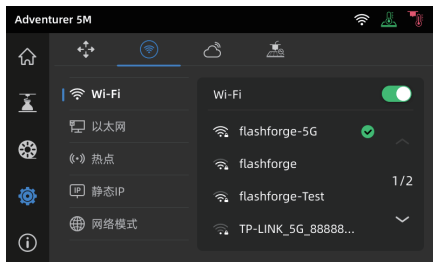 Adventurer 5M
Wi-Fi
以太网
热点
IP 静态IP
网络模式
Wi-Fi
flashforge-5G
flashforge
flashforge-Test
TP-LINK_5G_88888...
1/2